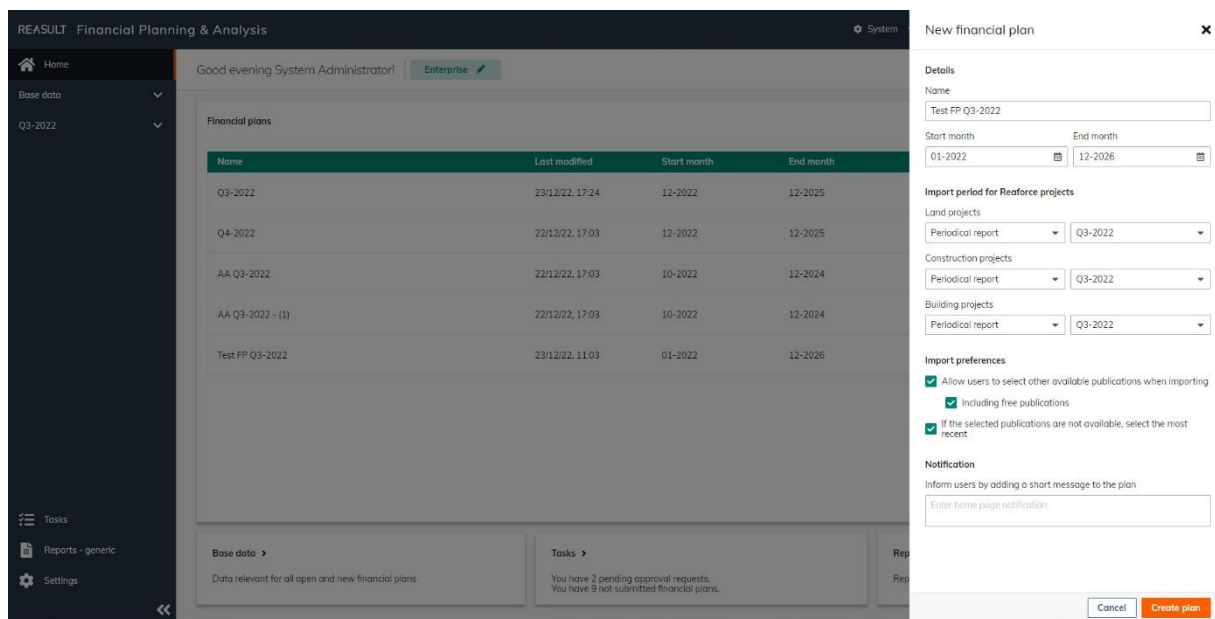 REASULT Financial Planning & Analysis
System
Home
Base data
Q3-2022
Tasks
Reports - generic
Settings
Good evening System Administrator!
Enterprise
Financial plans
Name Last modified Start month End month
Q3-2022 23/12/22, 17:24 12-2022 12-2025
Q4-2022 22/12/22, 17:03 12-2022 12-2025
AA Q3-2022 22/12/22, 17:03 10-2022 12-2024
AA Q3-2022 - (1) 22/12/22, 17:03 10-2022 12-2024
Test FP Q3-2022 23/12/22, 11:03 01-2022 12-2026
Base data >
Data relevant for all open and new financial plans
Tasks >
You have 2 pending approval requests.
You have 9 not submitted financial plans.
Rep
Rep
New financial plan
Details
Name
Test FP Q3-2022
Start month End month
01-2022 12-2026
Import period for Reaforce projects
Land projects
Periodical report Q3-2022
Construction projects
Periodical report Q3-2022
Building projects
Periodical report Q3-2022
Import preferences
Allow users to select other available publications when importing
Including free publications
If the selected publications are not available, select the most
recent
Notification
Inform users by adding a short message to the plan
Enter home page notification
Cancel Create plan